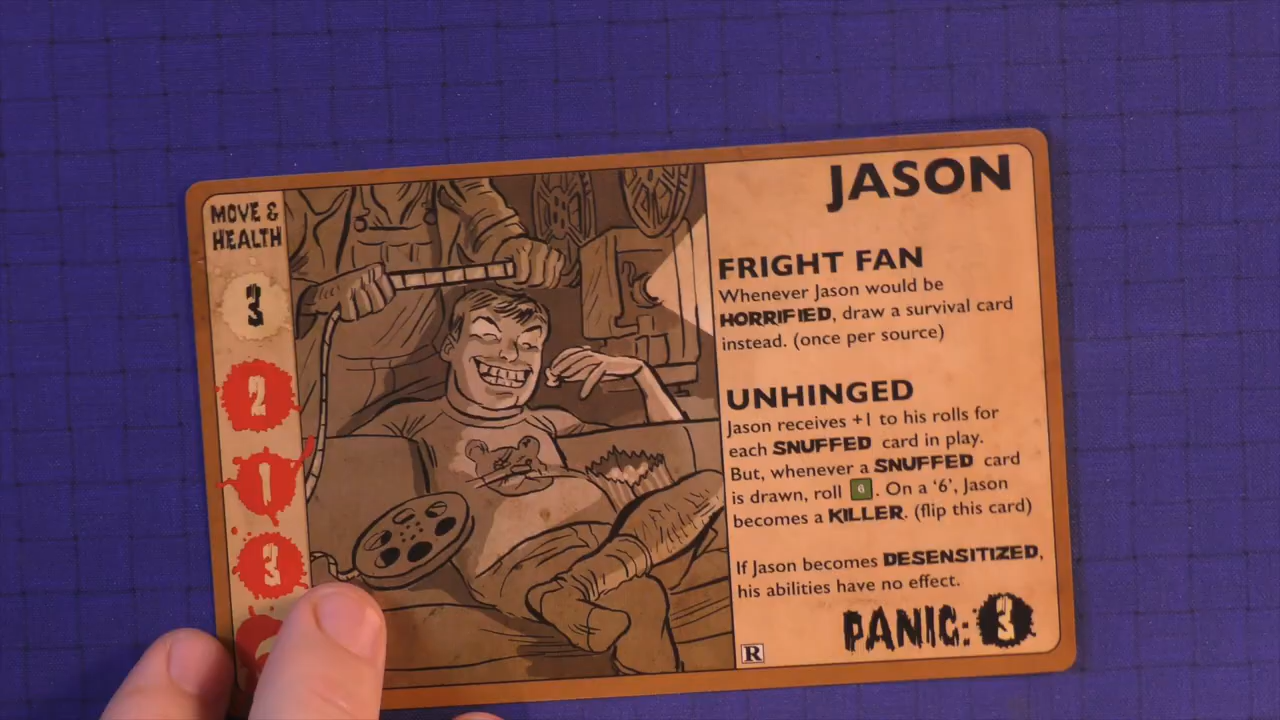 MOVE &
HEALTH
3
2
1
3
JASON
FRIGHT FAN
Whenever Jason would be
HORRIFIED, draw a survival card
instead. (once per source)
UNHINGED
Jason receives +1 to his rolls for
each SNUFFED card in play.
But, whenever a SNUFFED card
is drawn, roll 6. On a '6', Jason
becomes a KILLER. (flip this card)
If Jason becomes DESENSITIZED,
his abilities have no effect.
PANIC: 3
R